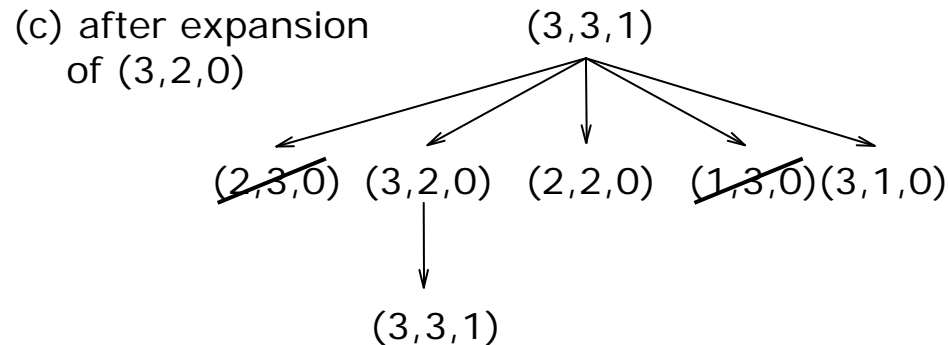 (c) after expansion
of (3,2,0)
(3,3,1)
(2,3,0) (3,2,0) (2,2,0) (1,3,0) (3,1,0)
(3,3,1)